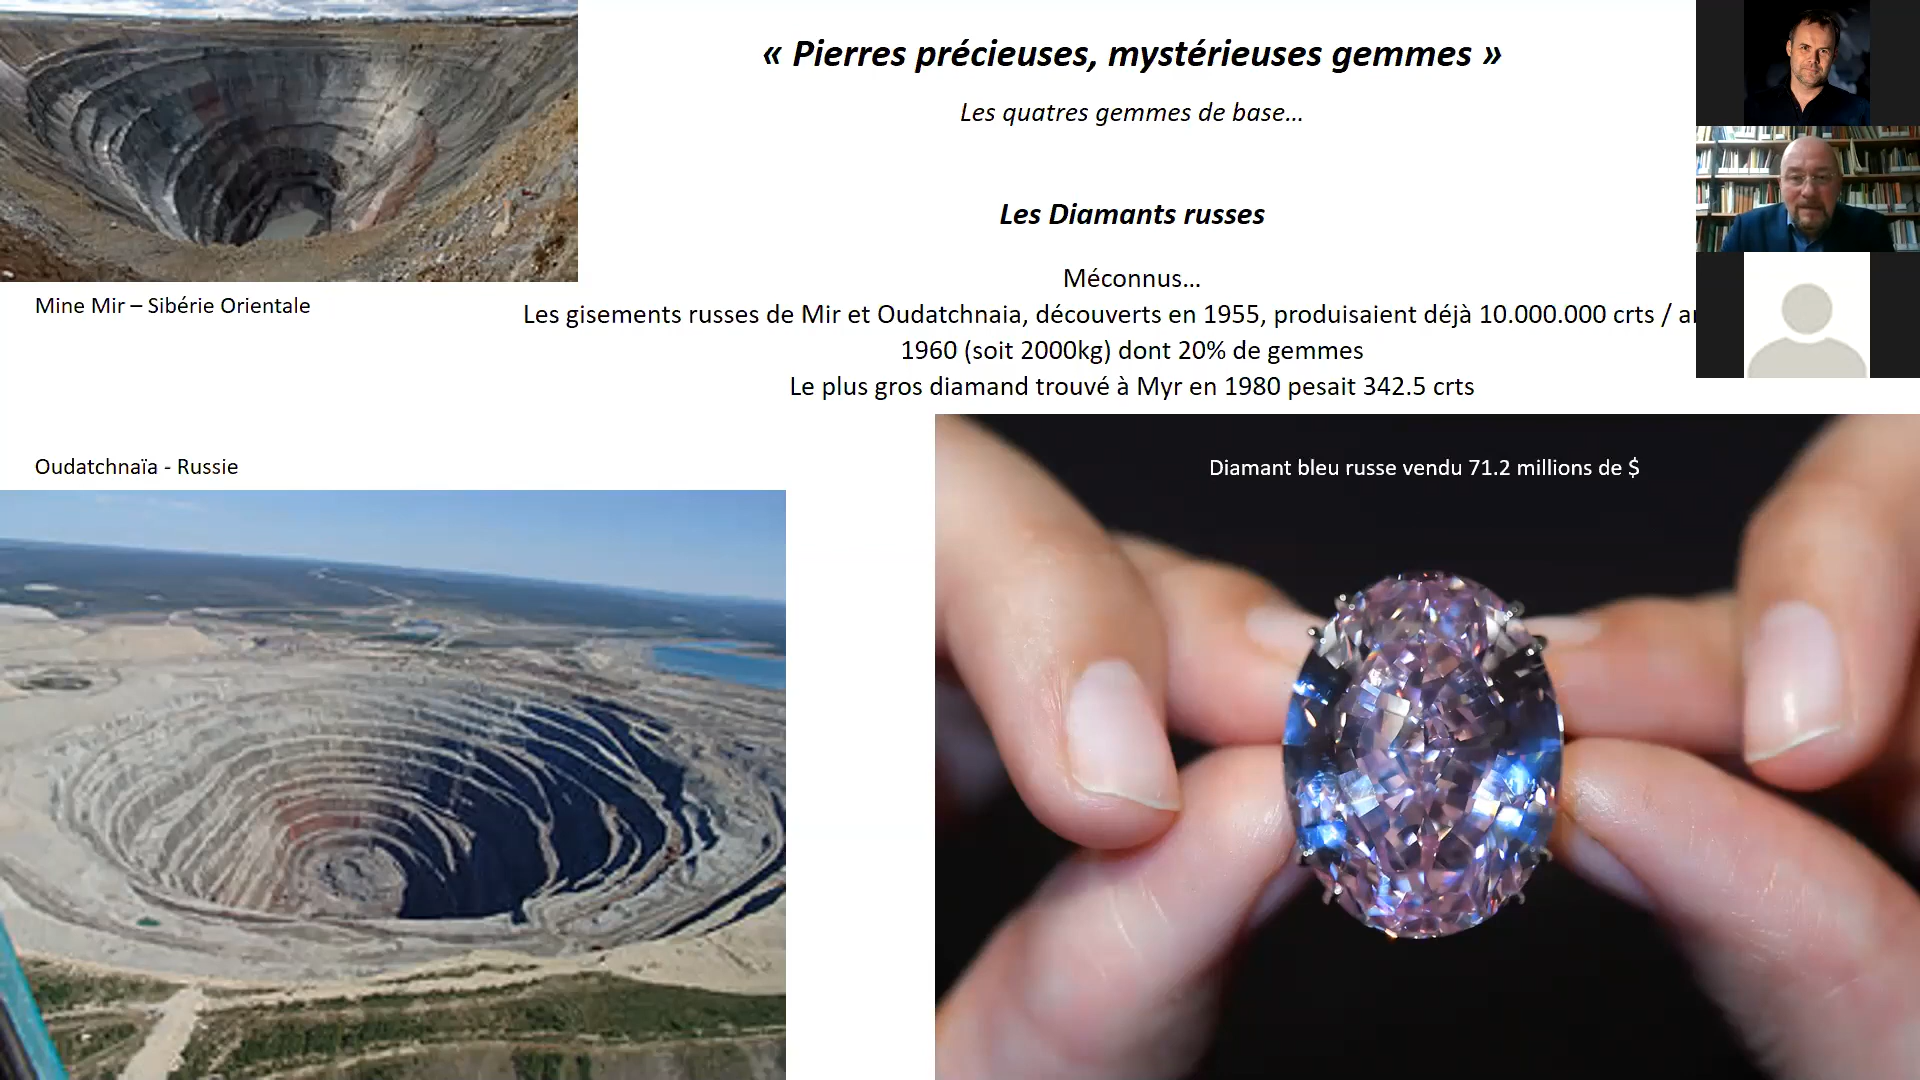 « Pierres précieuses, mystérieuses gemmes »
Les quatres gemmes de base...
Les Diamants russes
Méconnus...
Les gisements russes de Mir et Oudatchnaia, découverts en 1955, produisaient déjà 10.000.000 crts /
1960 (soit 2000kg) dont 20% de gemmes
Le plus gros diamand trouvé à Myr en 1980 pesait 342.5 crts
Mine Mir – Sibérie Orientale
Oudatchnaïa - Russie
Diamant bleu russe vendu 71.2 millions de $